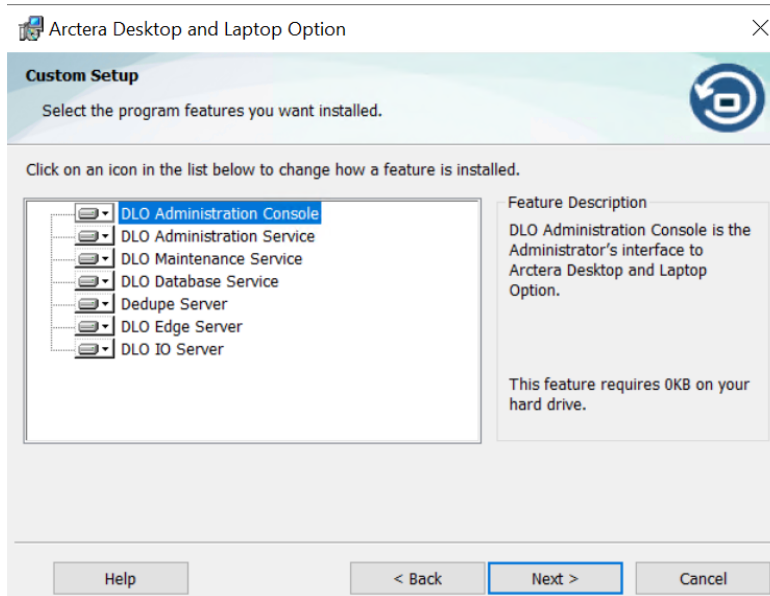 Arctera Desktop and Laptop Option
Custom Setup
Select the program features you want installed.
Click on an icon in the list below to change how a feature is installed.
DLO Administration Console
DLO Administration Service
DLO Maintenance Service
DLO Database Service
Dedupe Server
DLO Edge Server
DLO IO Server
Feature Description
DLO Administration Console is the
Administrator's interface to
Arctera Desktop and Laptop
Option.
This feature requires 0KB on your
hard drive.
Help
< Back
Next >
Cancel